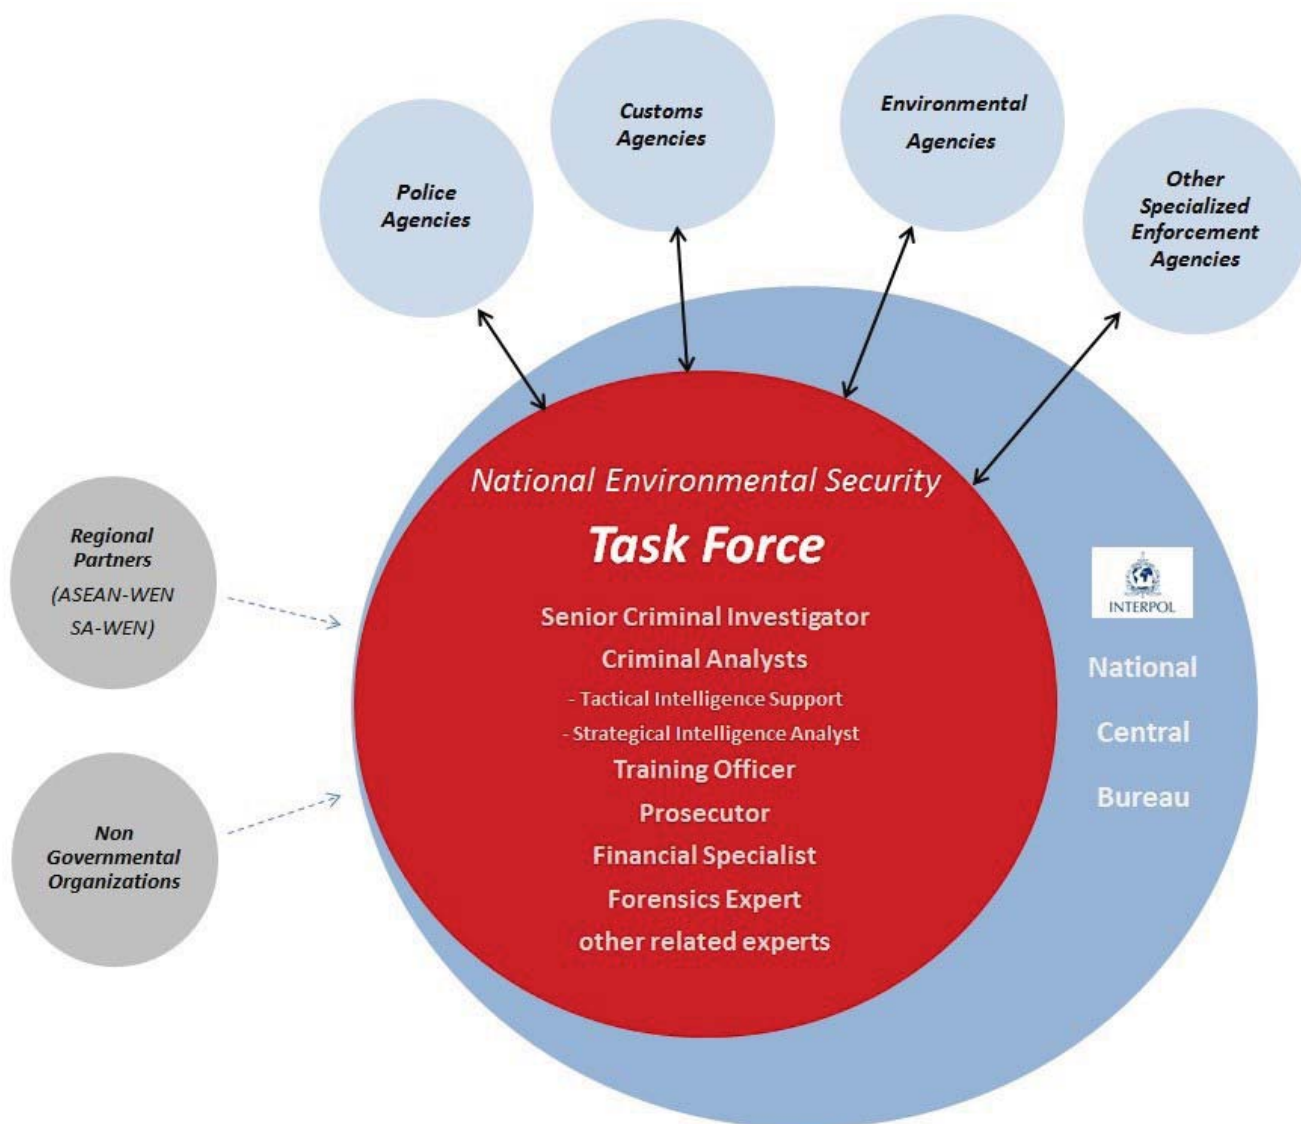 Police
Agencies
Customs
Agencies
Environmental
Agencies
Other
Specialized
Enforcement
Agencies
Regional
Partners
(ASEAN-WEN
SA-WEN)
Non
Governmental
Organizations
National Environmental Security
Task Force
Senior Criminal Investigator
Criminal Analysts
- Tactical Intelligence Support
- Strategical Intelligence Analyst
Training Officer
Prosecutor
Financial Specialist
Forensics Expert
other related experts
INTERPOL
National
Central
Bureau